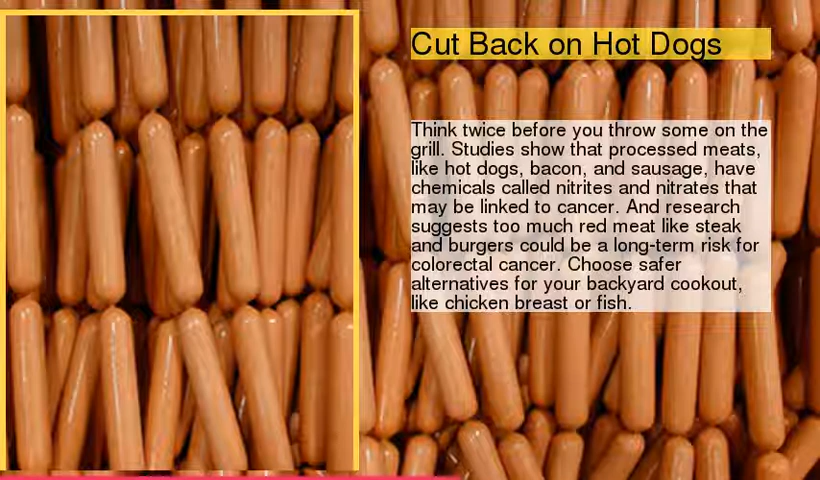 Cut Back on Hot Dogs
Think twice before you throw some on the
grill. Studies show that processed meats,
like hot dogs, bacon, and sausage, have
chemicals called nitrites and nitrates that
may be linked to cancer. And research
suggests too much red meat like steak
and burgers could be a long-term risk for
colorectal cancer. Choose safer
alternatives for your backyard cookout,
like chicken breast or fish.